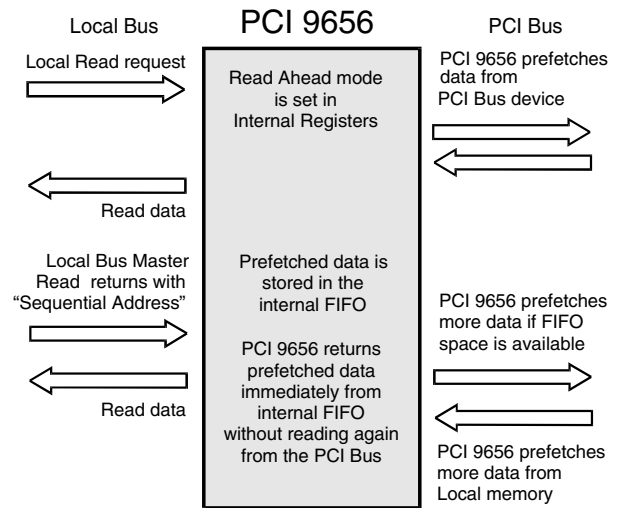 Local Bus
PCI 9656
PCI Bus
Local Read request
Read Ahead mode
is set in
Internal Registers
PCI 9656 prefetches
data from
PCI Bus device
Read data
Local Bus Master
Read returns with
“Sequential Address”
Prefetched data is
stored in the
internal FIFO
PCI 9656 prefetches
more data if FIFO
space is available
PCI 9656 returns
prefetched data
immediately from
internal FIFO
without reading again
from the PCI Bus
Read data
PCI 9656 prefetches
more data from
Local memory